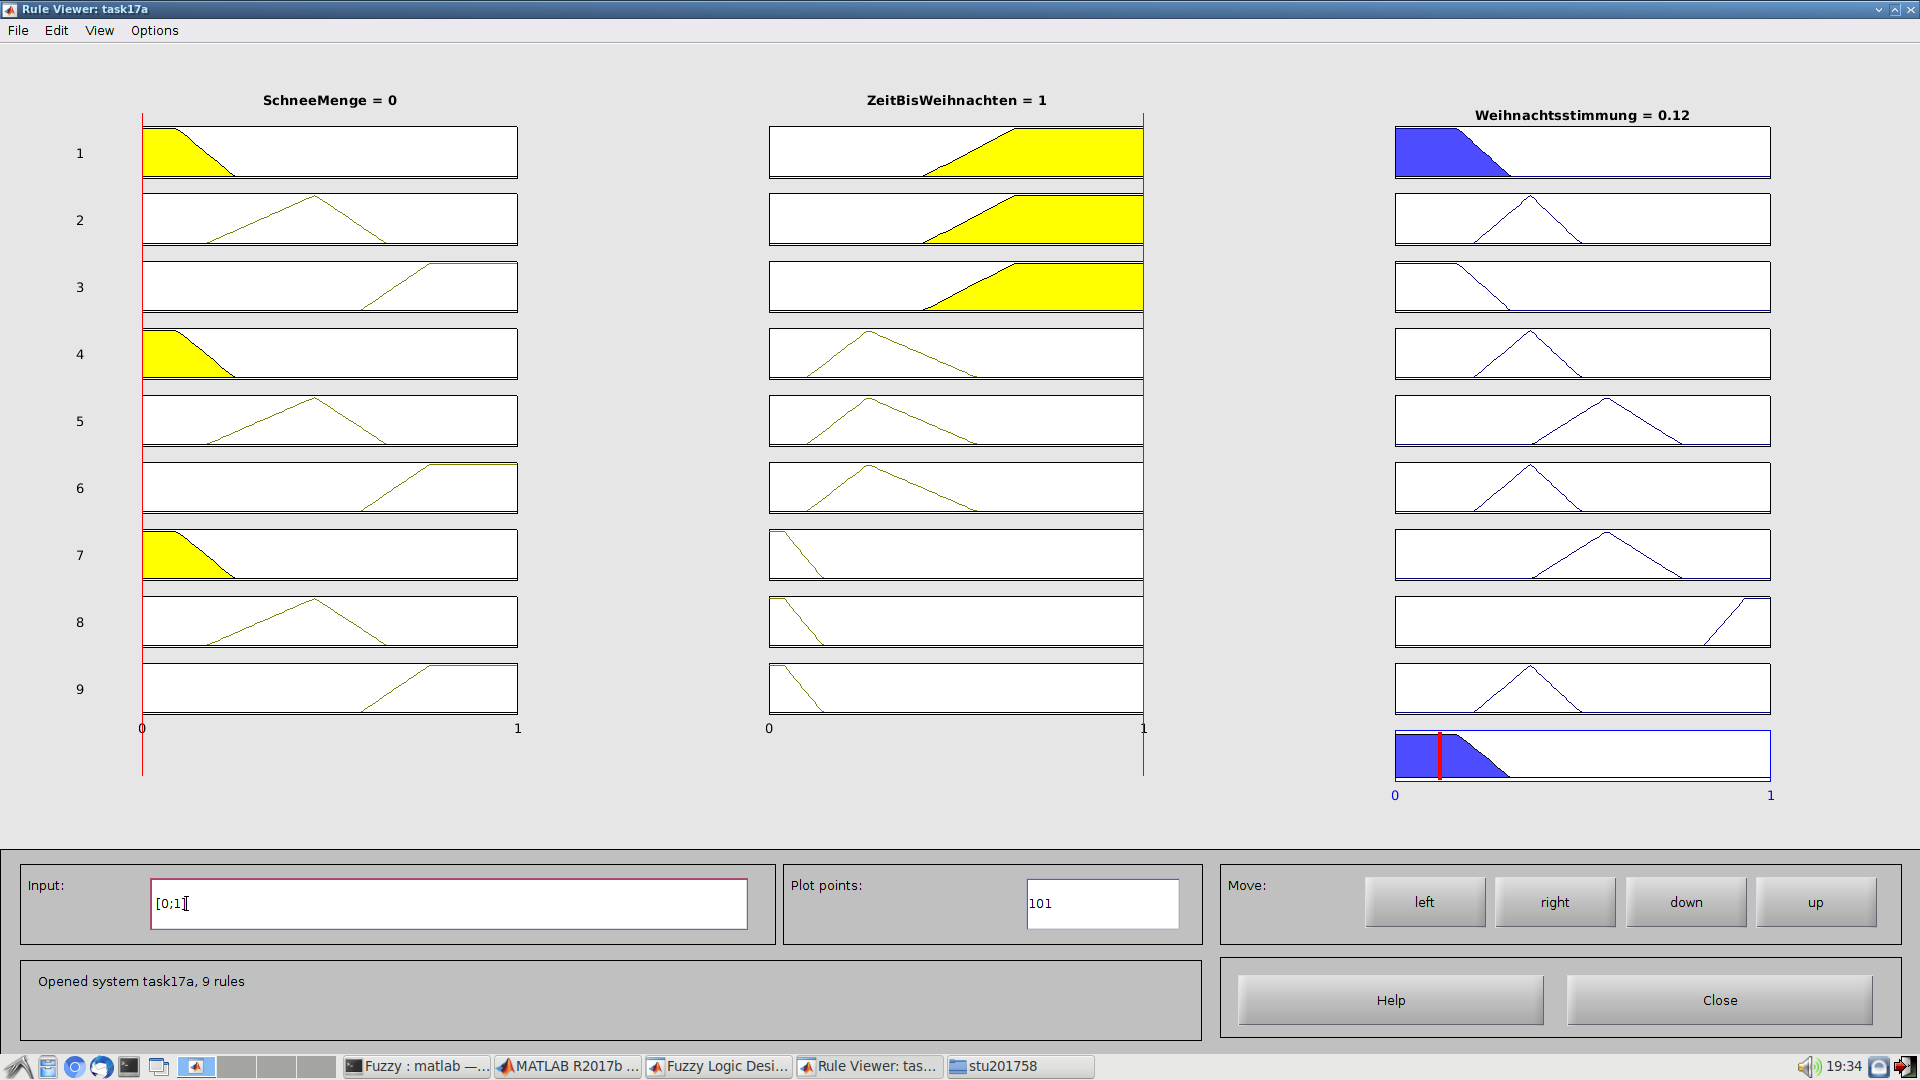 Rule Viewer: task17a
File Edit View Options
SchneeMenge = 0
ZeitBisWeihnachten = 1
Weihnachtsstimmung = 0.12
1
2
3
4
5
6
7
8
9
0 1
0 1
0 1
Input:
[0;1]
Plot points:
101
Move:
left
right
down
up
Opened system task17a, 9 rules
Help
Close
Fuzzy : matlab —...
MATLAB R2017b ...
Fuzzy Logic Desi...
Rule Viewer: tas...
stu201758
19:34